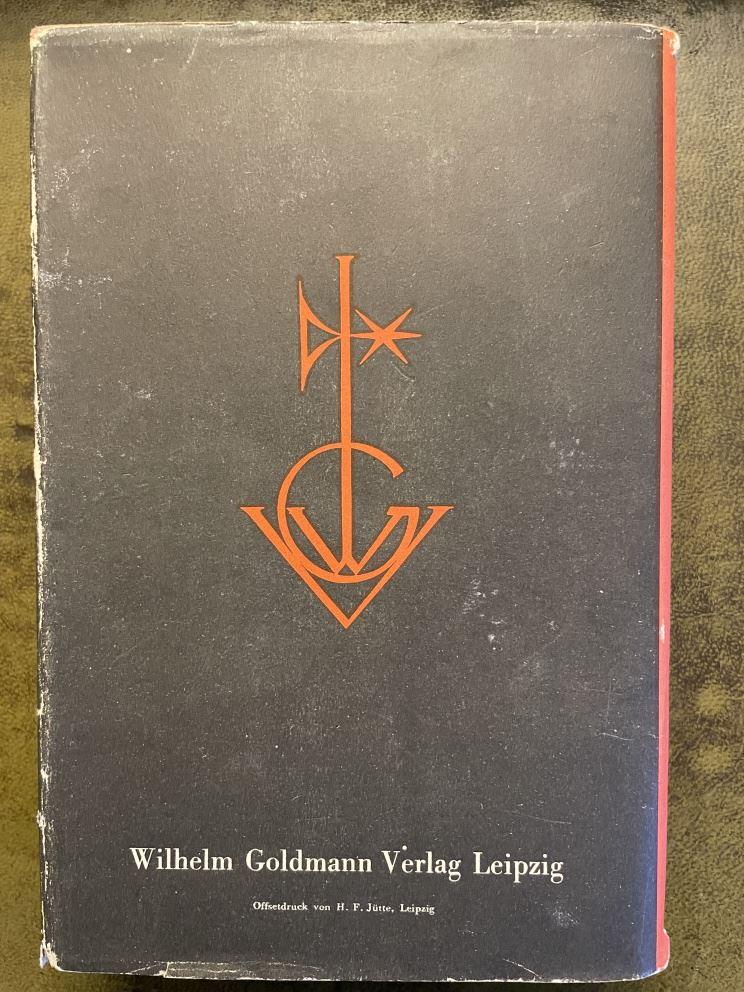 Wilhelm Goldmann Verlag Leipzig
Offsetdruck von H. F. Jütte, Leipzig